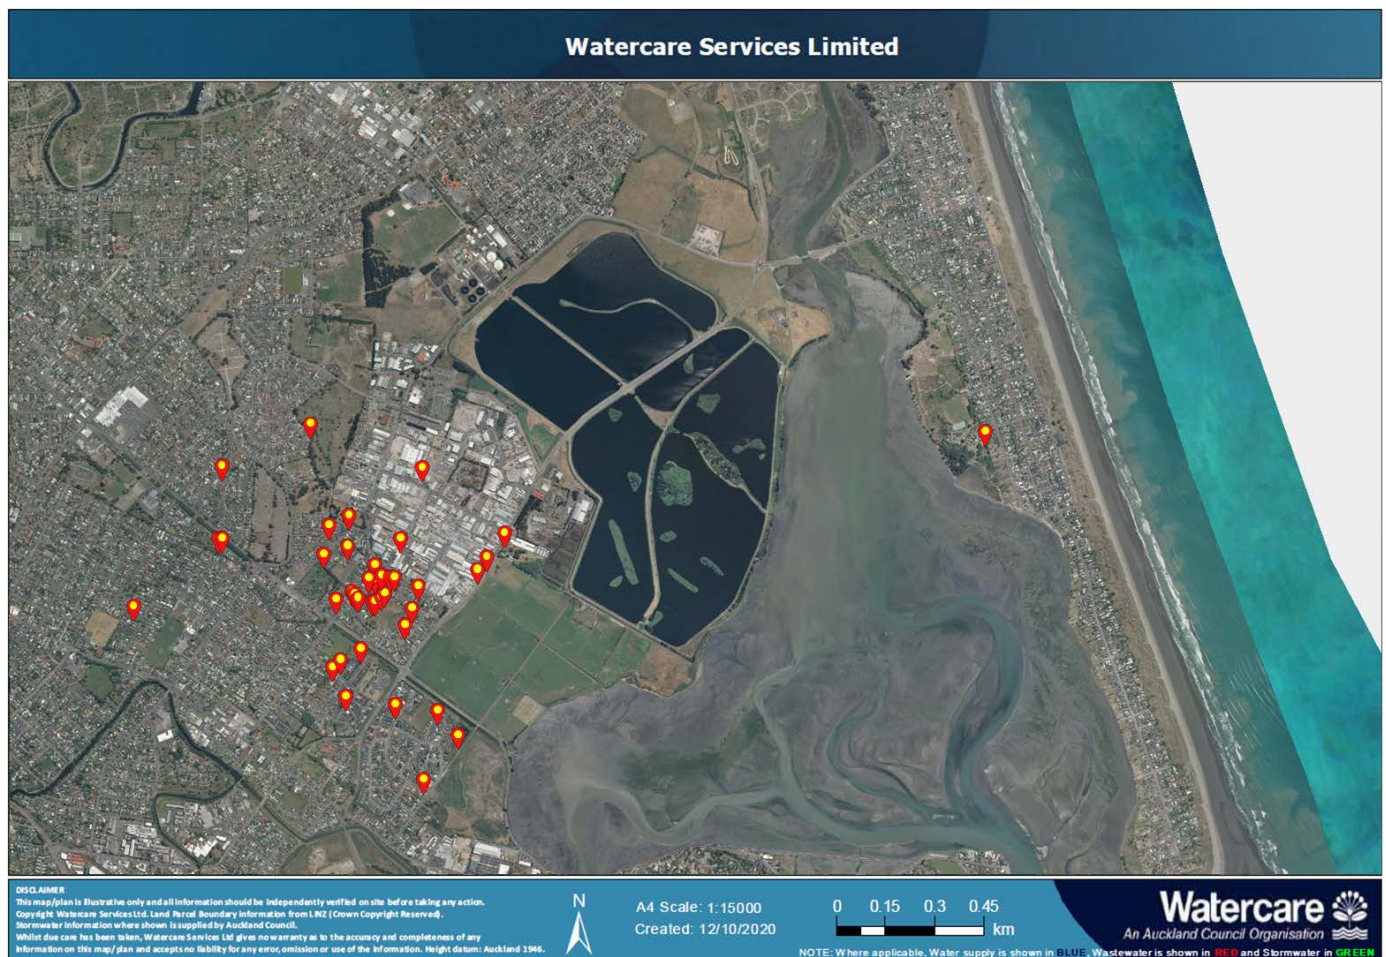 Watercare Services Limited
DISCLAIMER
This map/plan is illustrative only and all information should be independently verified on site before taking any action.
Copyright Watercare Services Ltd. Land Parcel Boundary information from LINZ (Crown Copyright Reserved).
Stormwater information where shown is supplied by Auckland Council.
Whilst due care has been taken, Watercare Services Ltd gives no warranty as to the accuracy and completeness of any
information on this map/plan and accepts no liability for any error, omission or use of the information. Height datum: Auckland 1946.
N
A4 Scale: 1:15000
Created: 12/10/2020
0 0.15 0.3 0.45
km
Watercare
An Auckland Council Organisation
NOTE: Where applicable, Water supply is shown in BLUE, Wastewater is shown in RED and Stormwater in GREEN